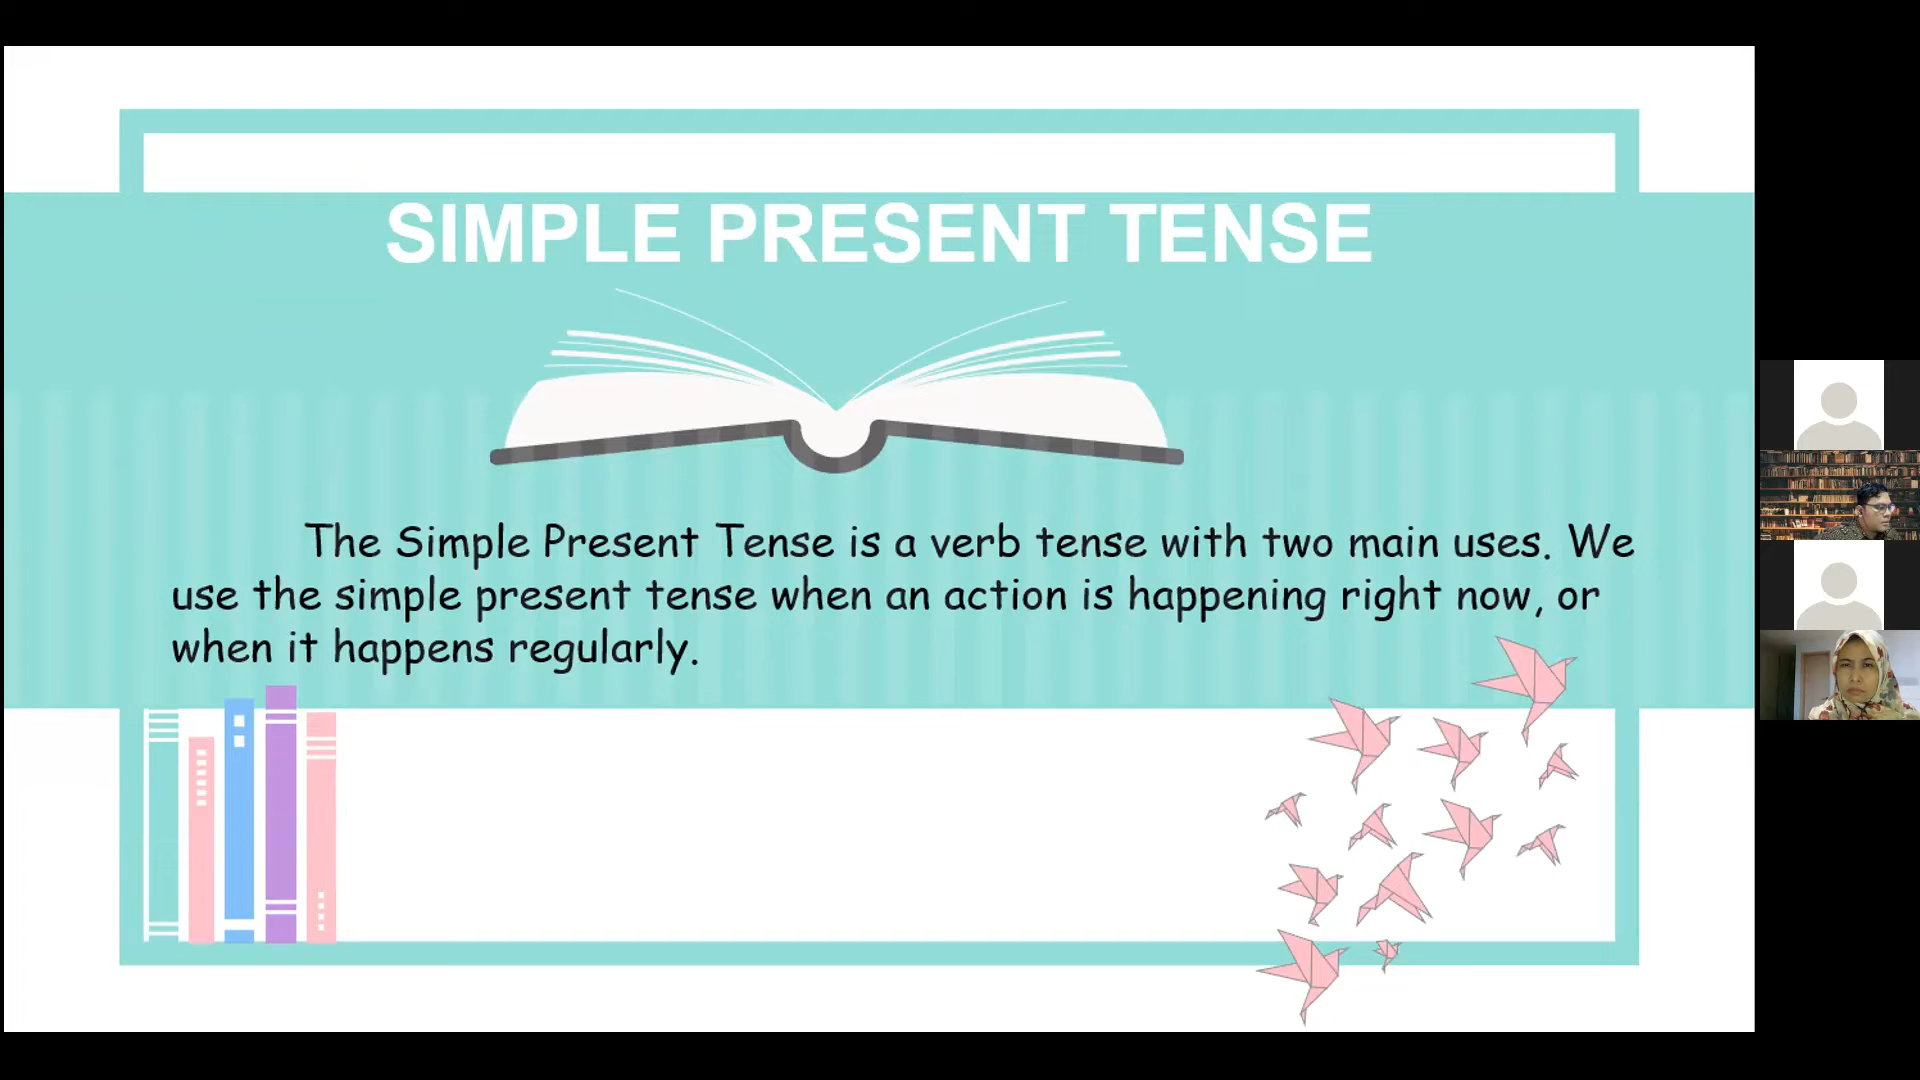 SIMPLE PRESENT TENSE
The Simple Present Tense is a verb tense with two main uses. We
use the simple present tense when an action is happening right now, or
when it happens regularly.